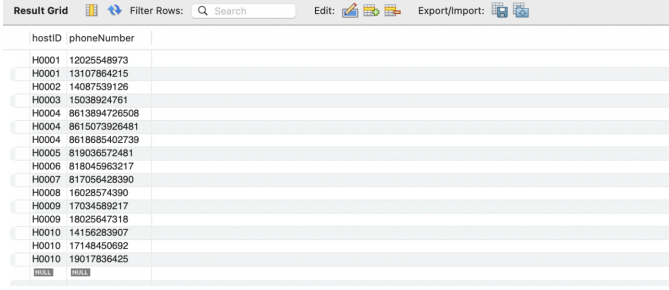 Result Grid Filter Rows: Search Edit: Export/Import:
hostID phoneNumber
H0001 12025548973
H0001 13107864215
H0002 14087539126
H0003 15038924761
H0004 8613894726508
H0004 8615073926481
H0004 8618685402739
H0005 819036572481
H0006 818045963217
H0007 817056428390
H0008 16028574390
H0009 17034589217
H0009 18025647318
H0010 14156283907
H0010 17148450692
H0010 19017836425
NULL NULL